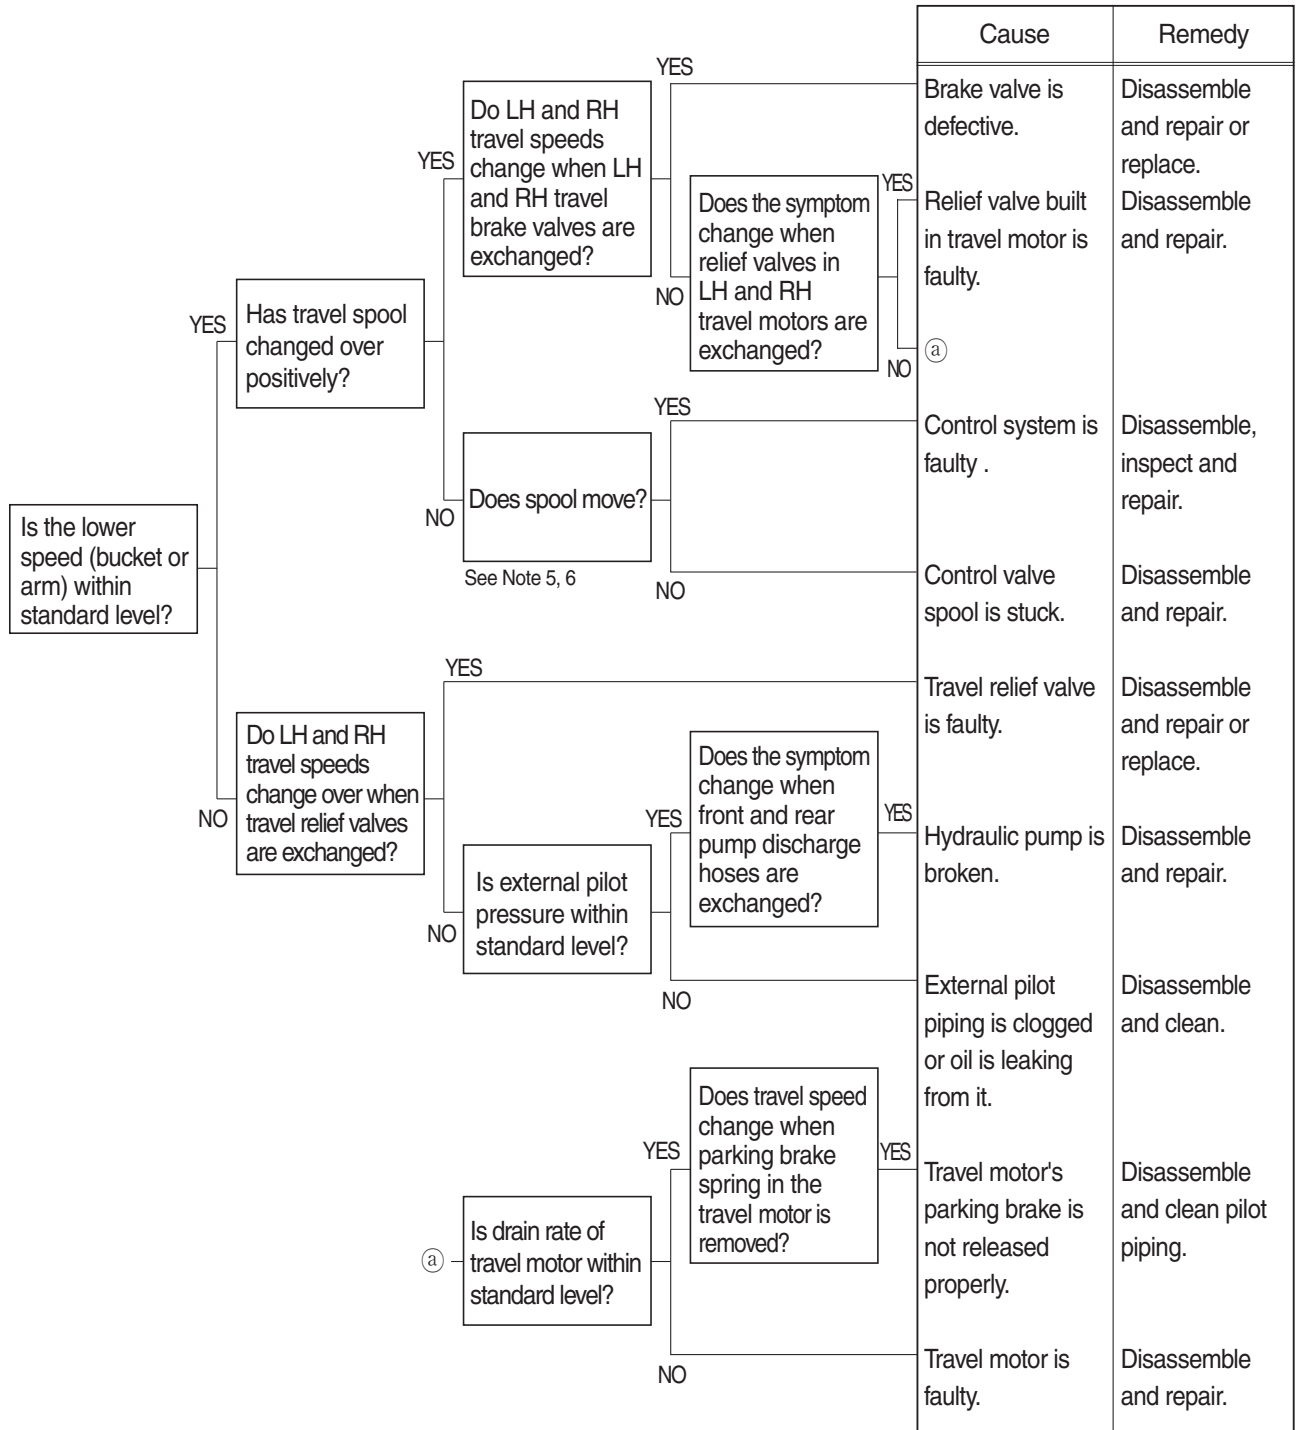 Cause
Remedy
YES
Do LH and RH
travel speeds
change when LH
and RH travel
brake valves are
exchanged?
Brake valve is
defective.
Disassemble
and repair or
replace.
YES
NO
Does the symptom
change when
relief valves in
LH and RH
travel motors are
exchanged?
YES
Relief valve built
in travel motor is
faulty.
Disassemble
and repair.
NO
ⓐ
YES
Has travel spool
changed over
positively?
NO
Does spool move?
See Note 5, 6
YES
Control system is
faulty .
Disassemble,
inspect and
repair.
NO
Control valve
spool is stuck.
Disassemble
and repair.
Is the lower
speed (bucket or
arm) within
standard level?
NO
Do LH and RH
travel speeds
change over when
travel relief valves
are exchanged?
YES
Travel relief valve
is faulty.
Disassemble
and repair or
replace.
NO
Is external pilot
pressure within
standard level?
YES
Does the symptom
change when
front and rear
pump discharge
hoses are
exchanged?
YES
Hydraulic pump is
broken.
Disassemble
and repair.
NO
External pilot
piping is clogged
or oil is leaking
from it.
Disassemble
and clean.
ⓐ
Is drain rate of
travel motor within
standard level?
YES
Does travel speed
change when
parking brake
spring in the
travel motor is
removed?
YES
Travel motor's
parking brake is
not released
properly.
Disassemble
and clean pilot
piping.
NO
Travel motor is
faulty.
Disassemble
and repair.